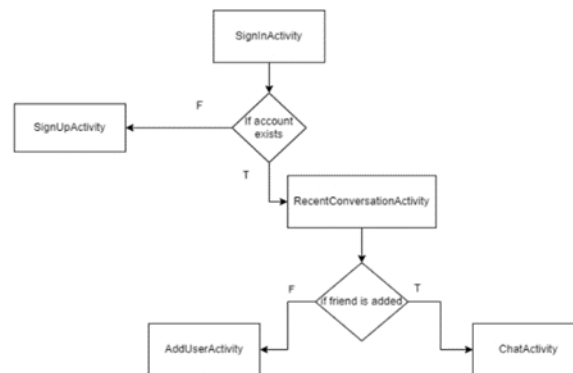 SignInActivity
F
If account
exists
SignUpActivity
T
RecentConversationActivity
F
T
if friend is added
AddUserActivity
ChatActivity